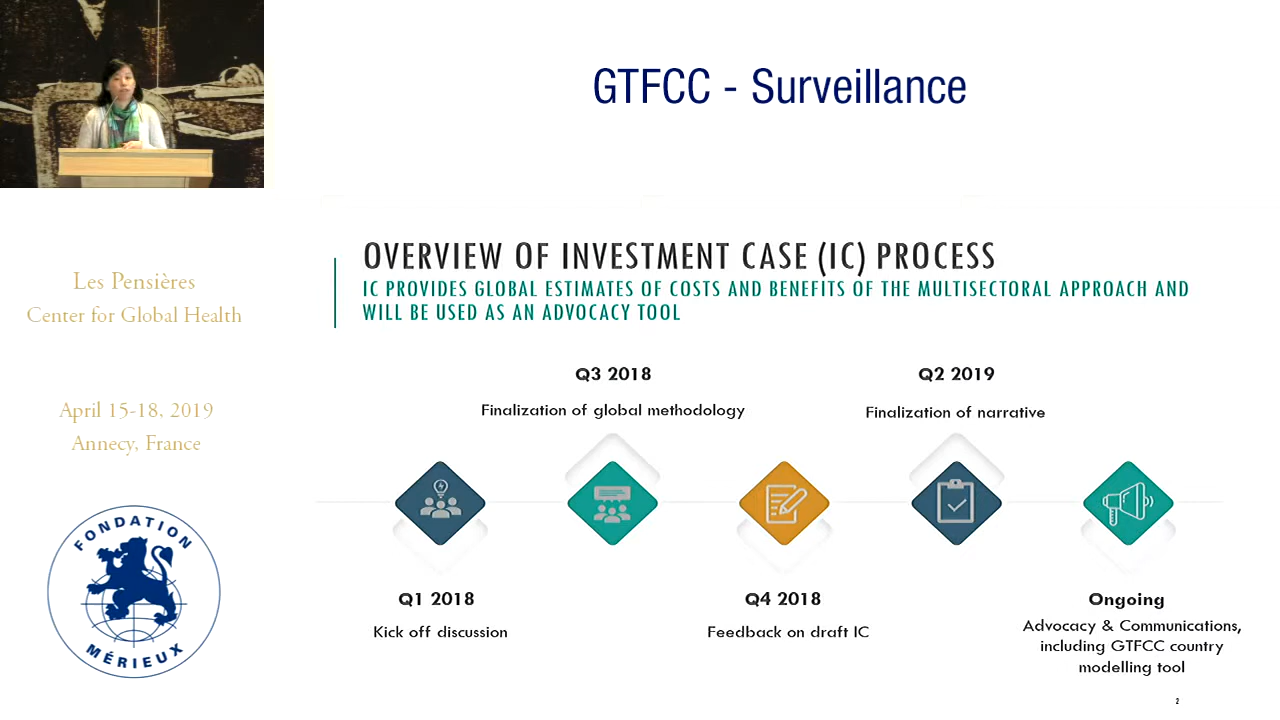 GTFCC - Surveillance
Les Pensières
Center for Global Health
April 15-18, 2019
Annecy, France
FONDATION
MÉRIEUX
OVERVIEW OF INVESTMENT CASE (IC) PROCESS
IC PROVIDES GLOBAL ESTIMATES OF COSTS AND BENEFITS OF THE MULTISECTORAL APPROACH AND
WILL BE USED AS AN ADVOCACY TOOL
Q3 2018
Finalization of global methodology
Q2 2019
Finalization of narrative
Q1 2018
Kick off discussion
Q4 2018
Feedback on draft IC
Ongoing
Advocacy & Communications,
including GTFCC country
modelling tool
2